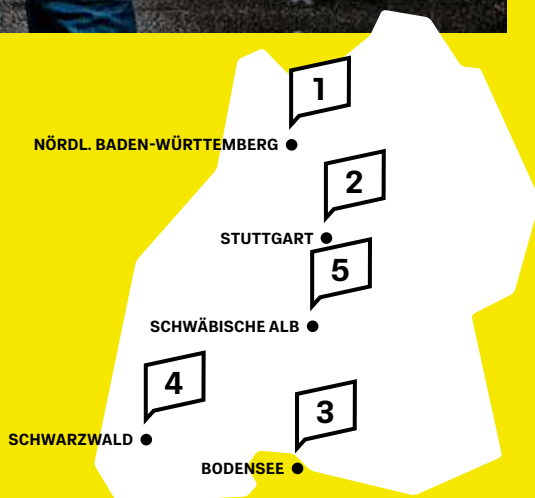 1
NÖRDL. BADEN-WÜRTTEMBERG
2
STUTTGART
5
SCHWÄBISCHE ALB
4
SCHWARZWALD
3
BODENSEE